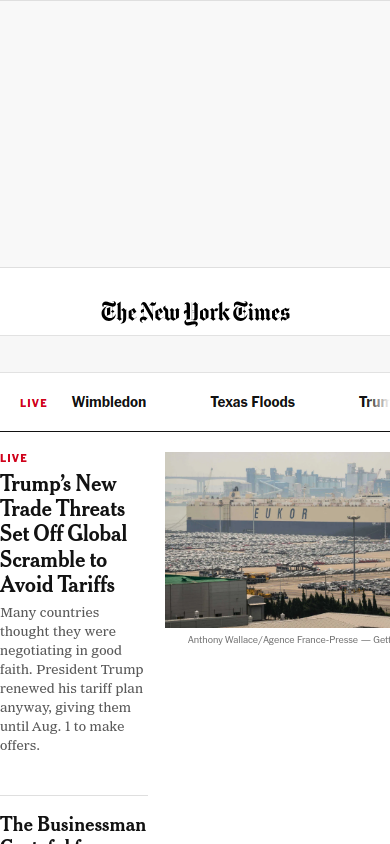 The New York Times
LIVE Wimbledon Texas Floods
LIVE
Trump’s New
Trade Threats
Set Off Global
Scramble to
Avoid Tariffs
Many countries
thought they were
negotiating in good
faith. President Trump
renewed his tariff plan
anyway, giving them
until Aug. 1 to make
offers.
EUKOR
Anthony Wallace/Agence France-Presse — Gett
The Businessman